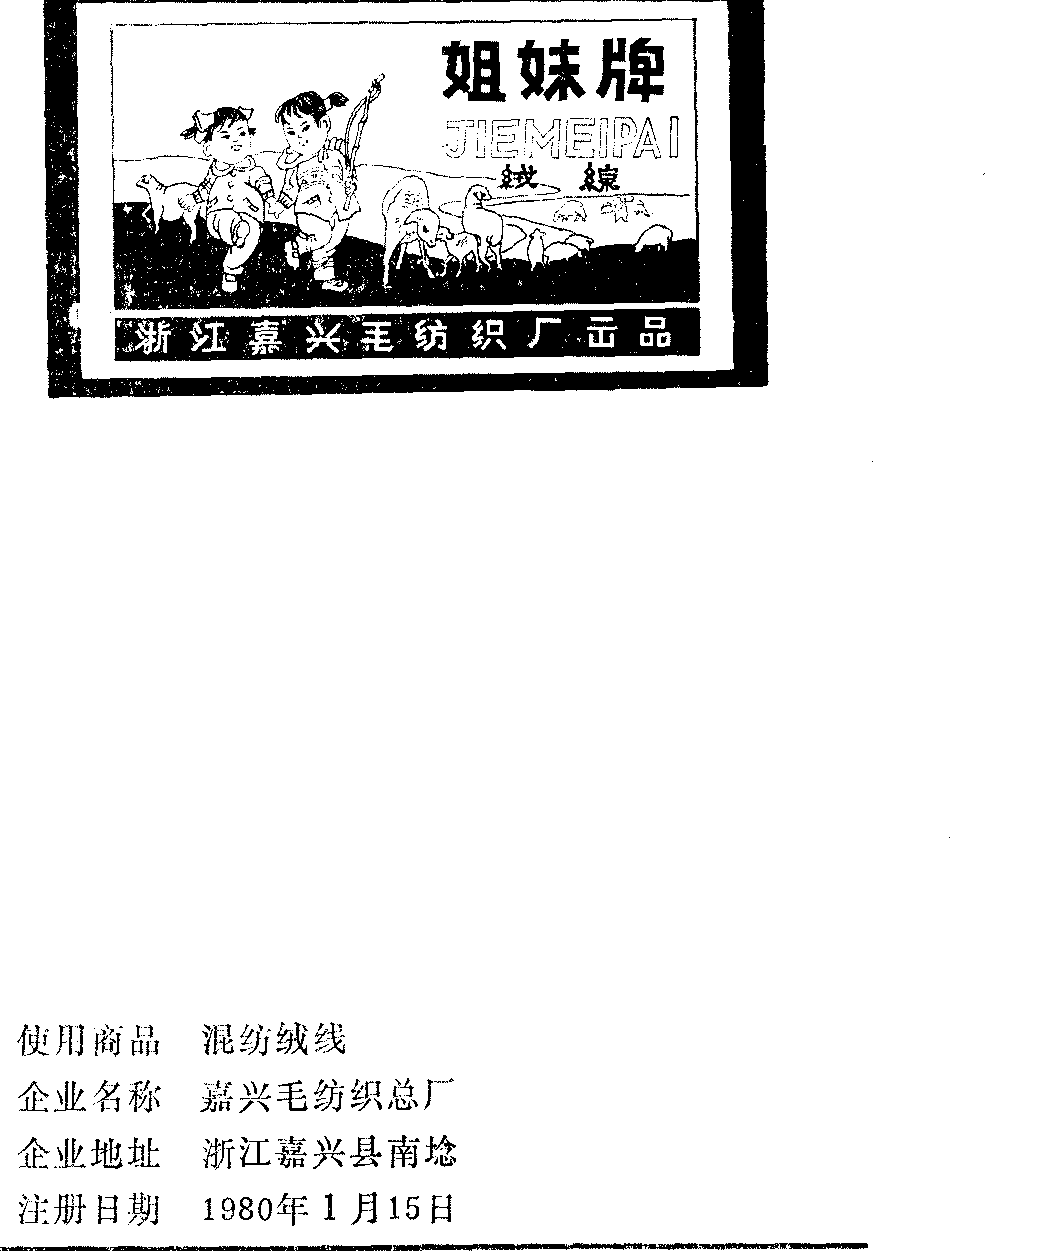 姐妹牌
JIEMEIPAI
絨線
浙江嘉兴毛纺织厂出品
使用商品 混纺绒线
企业名称 嘉兴毛纺织总厂
企业地址 浙江嘉兴县南埝
注册日期 1980年1月15日